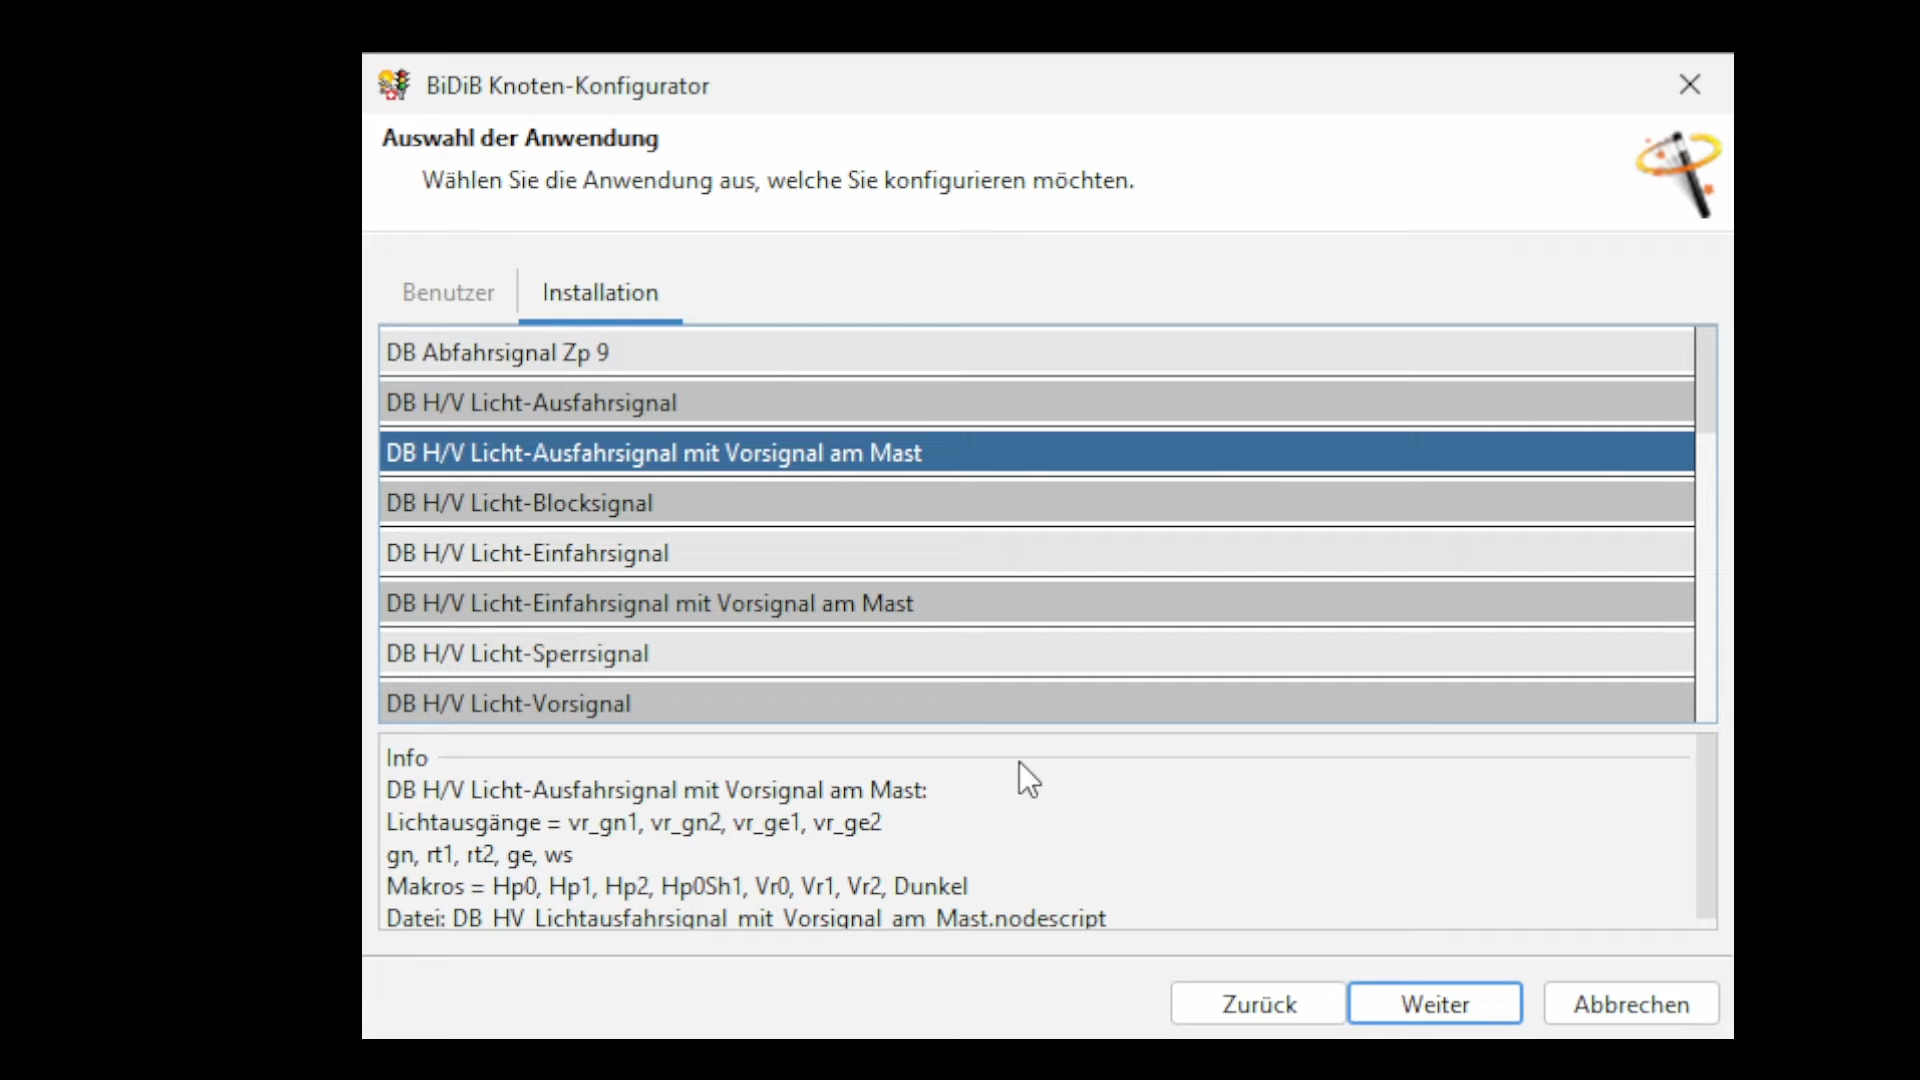 BiDiB Knoten-Konfigurator
Auswahl der Anwendung
Wählen Sie die Anwendung aus, welche Sie konfigurieren möchten.
Benutzer
Installation
DB Abfahrsignal Zp 9
DB H/V Licht-Ausfahrsignal
DB H/V Licht-Ausfahrsignal mit Vorsignal am Mast
DB H/V Licht-Blocksignal
DB H/V Licht-Einfahrsignal
DB H/V Licht-Einfahrsignal mit Vorsignal am Mast
DB H/V Licht-Sperrsignal
DB H/V Licht-Vorsignal
Info
DB H/V Licht-Ausfahrsignal mit Vorsignal am Mast:
Lichtausgänge = vr_gn1, vr_gn2, vr_ge1, vr_ge2
gn, rt1, rt2, ge, ws
Makros = Hp0, Hp1, Hp2, Hp0Sh1, Vr0, Vr1, Vr2, Dunkel
Datei: DB_HV_Lichtausfahrsignal_mit_Vorsignal_am_Mast.nodescript
Zurück
Weiter
Abbrechen